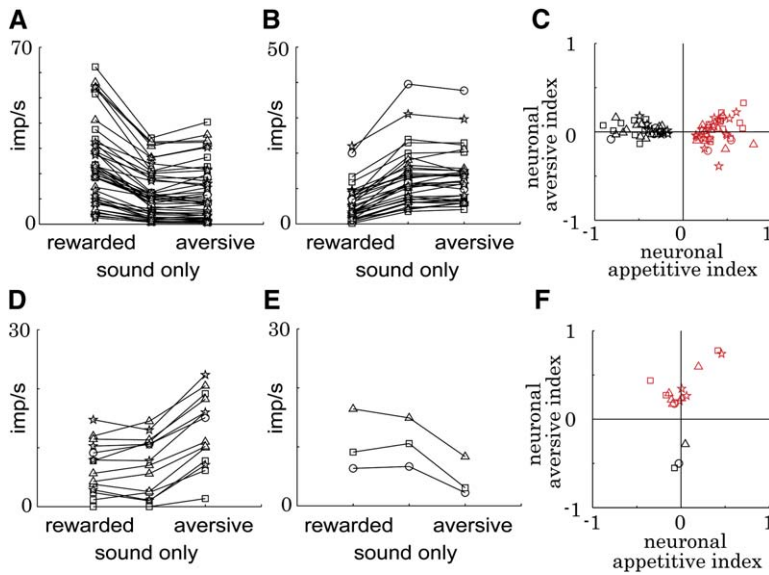 A
70
imp/s
0
rewarded aversive
sound only
B
50
imp/s
0
rewarded aversive
sound only
C
1
neuronal
aversive index
0
-1
-1 0 1
neuronal
appetitive index
D
30
imp/s
0
rewarded aversive
sound only
E
30
imp/s
0
rewarded aversive
sound only
F
1
neuronal
aversive index
0
-1
-1 0 1
neuronal
appetitive index